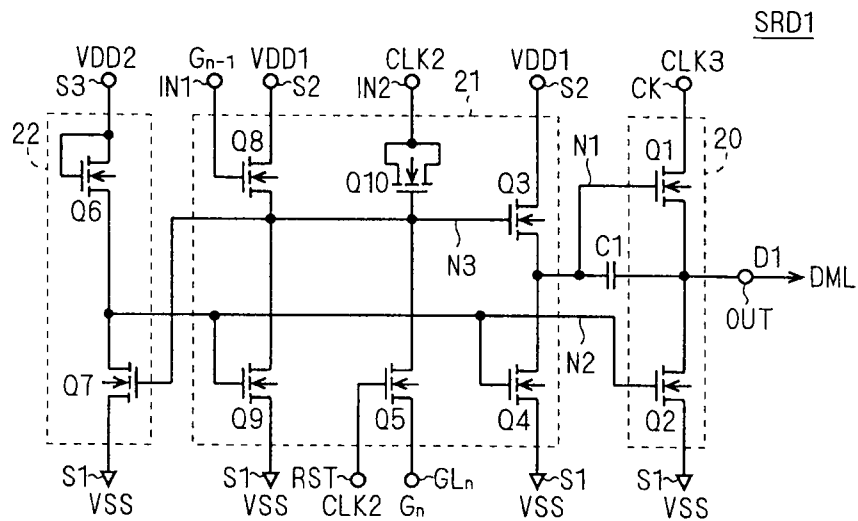 SRD1
VDD2 Gn-1 VDD1 CLK2 VDD1 CLK3
S3 IN1 S2 IN2 21 S2 CK
22 Q8 N1 Q1 20
Q6 Q10 Q3
N3 C1 D1 DML
OUT
N2
Q7 Q9 Q5 Q4 Q2
S1 S1 RST GLn S1 S1
VSS VSS CLK2 Gn VSS VSS